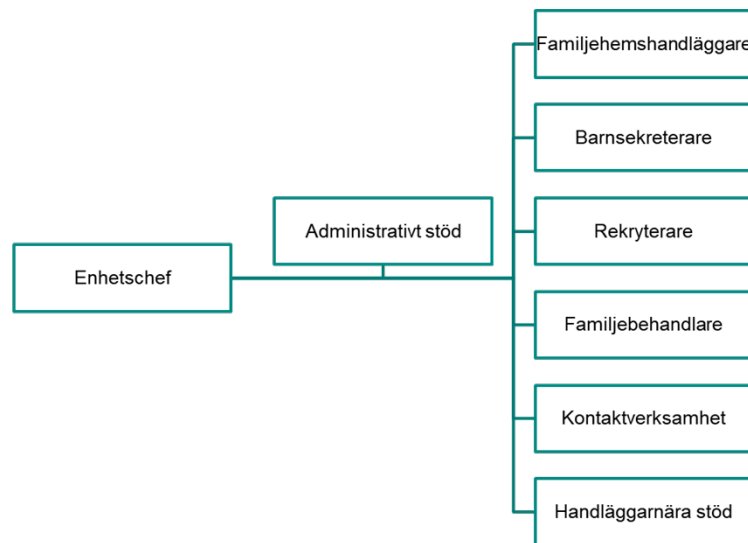 Enhetschef
Administrativt stöd
Familjehemshandläggare
Barnsekreterare
Rekryterare
Familjebehandlare
Kontaktverksamhet
Handläggarnära stöd